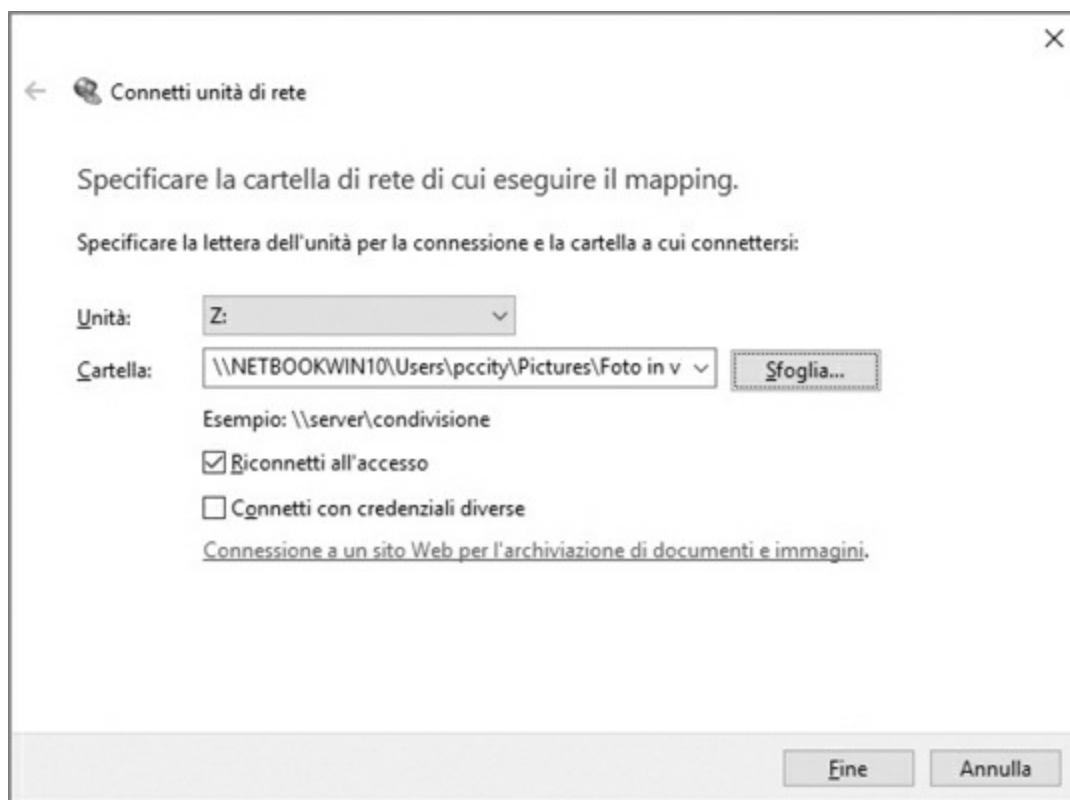 Connetti unità di rete
Specificare la cartella di rete di cui eseguire il mapping.
Specificare la lettera dell'unità per la connessione e la cartella a cui connettersi:
Unità: Z:
Cartella: \\NETBOOKWIN10\Users\pccity\Pictures\Foto in v Sfoglia...
Esempio: \\server\condivisione
Riconnetti all'accesso
Connetti con credenziali diverse
Connessione a un sito Web per l'archiviazione di documenti e immagini.
Fine Annulla